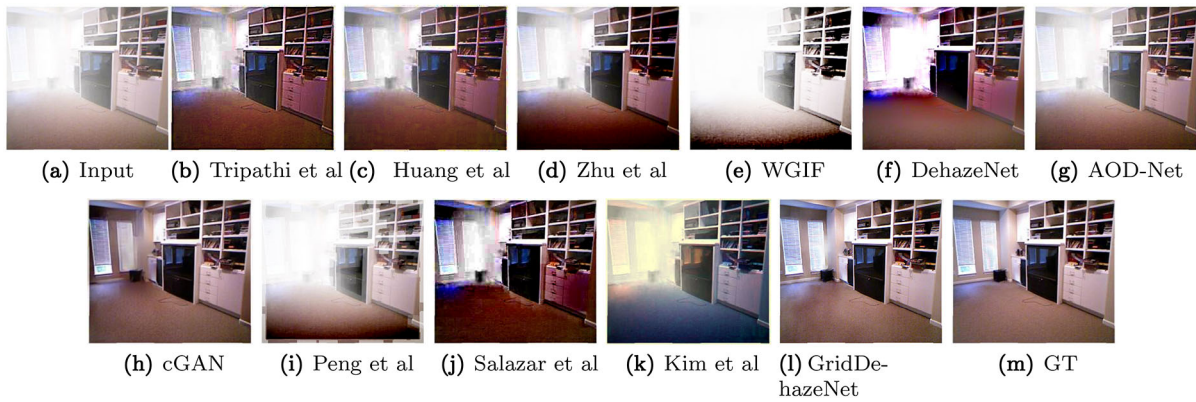 (a) Input (b) Tripathi et al (c) Huang et al (d) Zhu et al (e) WGIF (f) DehazeNet (g) AOD-Net
(h) cGAN (i) Peng et al (j) Salazar et al (k) Kim et al (l) GridDe-
hazeNet
(m) GT